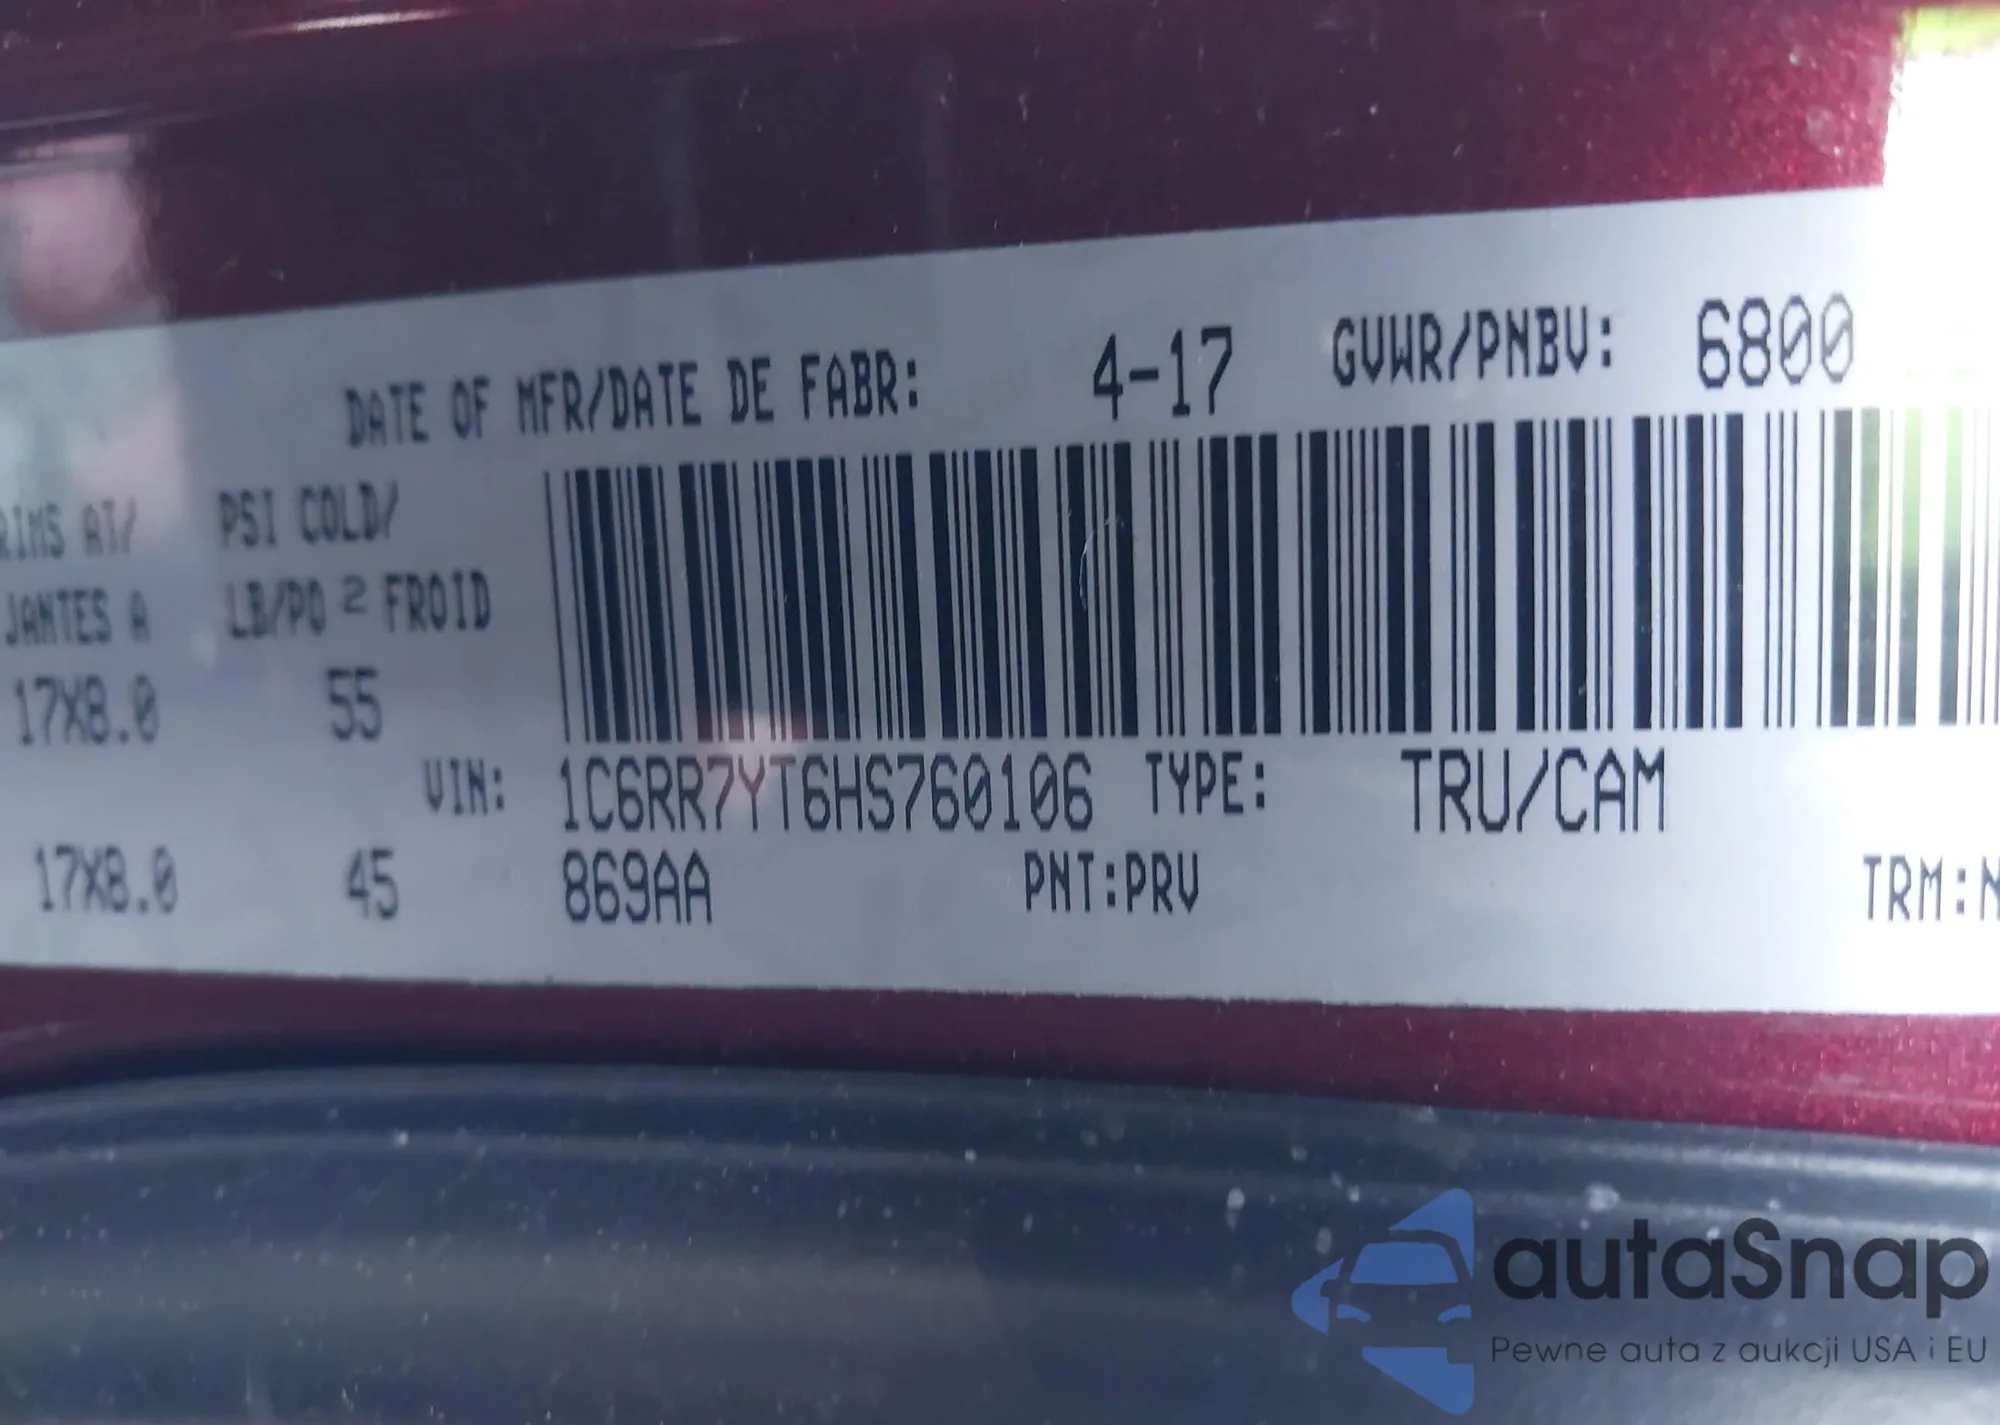 DATE OF MFR/DATE DE FABR: 4-17 GVWR/PNBV: 6800
RIMS AT/ PSI COLD/
JANTES A LB/PO 2 FROID
17X8.0 55
VIN: 1C6RR7YT6HS760106 TYPE: TRU/CAM
17X8.0 45 869AA PNT:PRV TRM:N
autaSnap
Pewne auta z aukcji USA i EU